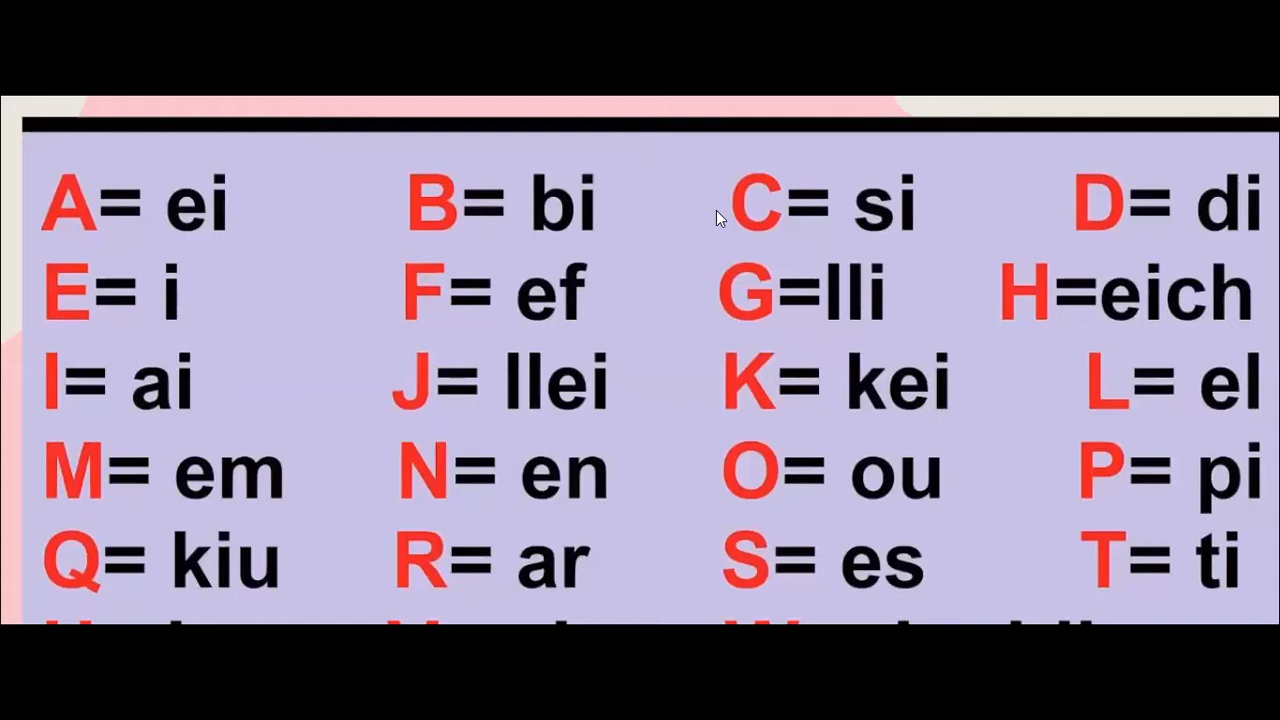 A= ei B= bi C= si D= di
E= i F= ef G=lli H=eich
I= ai J= llei K= kei L= el
M= em N= en O= ou P= pi
Q= kiu R= ar S= es T= ti